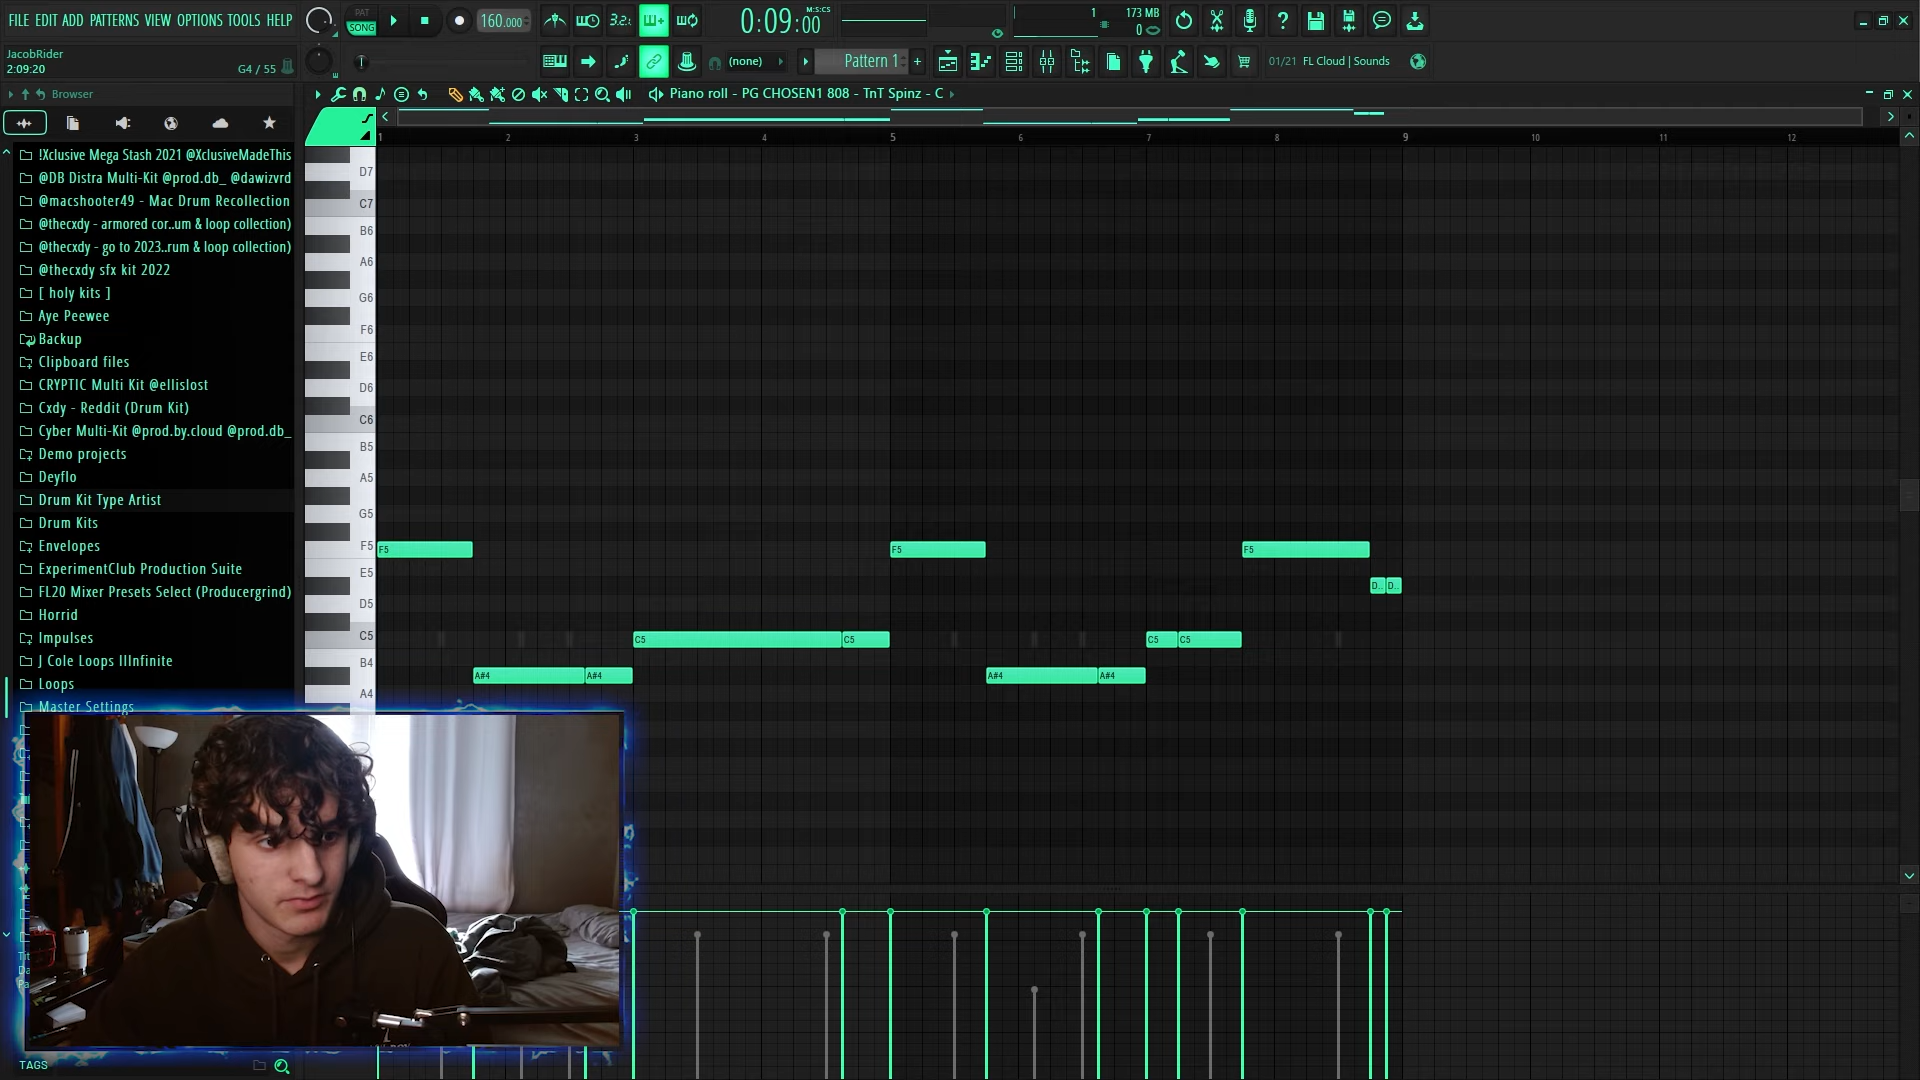 FILE EDIT ADD PATTERNS VIEW OPTIONS TOOLS HELP
PAT
SONG
160.000
3.2:
0:09:00
M:S:CS
1
173 MB
0
JacobRider
2:09:20
G4 / 55
(none)
Pattern 1
01/21 FL Cloud | Sounds
Browser
Piano roll - PG CHOSEN1 808 - TnT Spinz - C
1 2 3 4 5 6 7 8 9 10 11 12
!Xclusive Mega Stash 2021 @XclusiveMadeThis
@DB Distra Multi-Kit @prod.db_ @dawizvrd
@macshooter49 - Mac Drum Recollection
@thecxdy - armored cor..um & loop collection)
@thecxdy - go to 2023..rum & loop collection)
@thecxdy sfx kit 2022
[ holy kits ]
Aye Peewee
Backup
Clipboard files
CRYPTIC Multi Kit @ellislost
Cxdy - Reddit (Drum Kit)
Cyber Multi-Kit @prod.by.cloud @prod.db_
Demo projects
Deyflo
Drum Kit Type Artist
Drum Kits
Envelopes
ExperimentClub Production Suite
FL20 Mixer Presets Select (Producergrind)
Horrid
Impulses
J Cole Loops IIInfinite
Loops
Master Settings
TAGS
D7
C7
B6
A6
G6
F6
E6
D6
C6
B5
A5
G5
F5
E5
D5
C5
B4
A4
F5 F5 F5
D.. D..
C5 C5 C5 C5
A#4 A#4 A#4 A#4